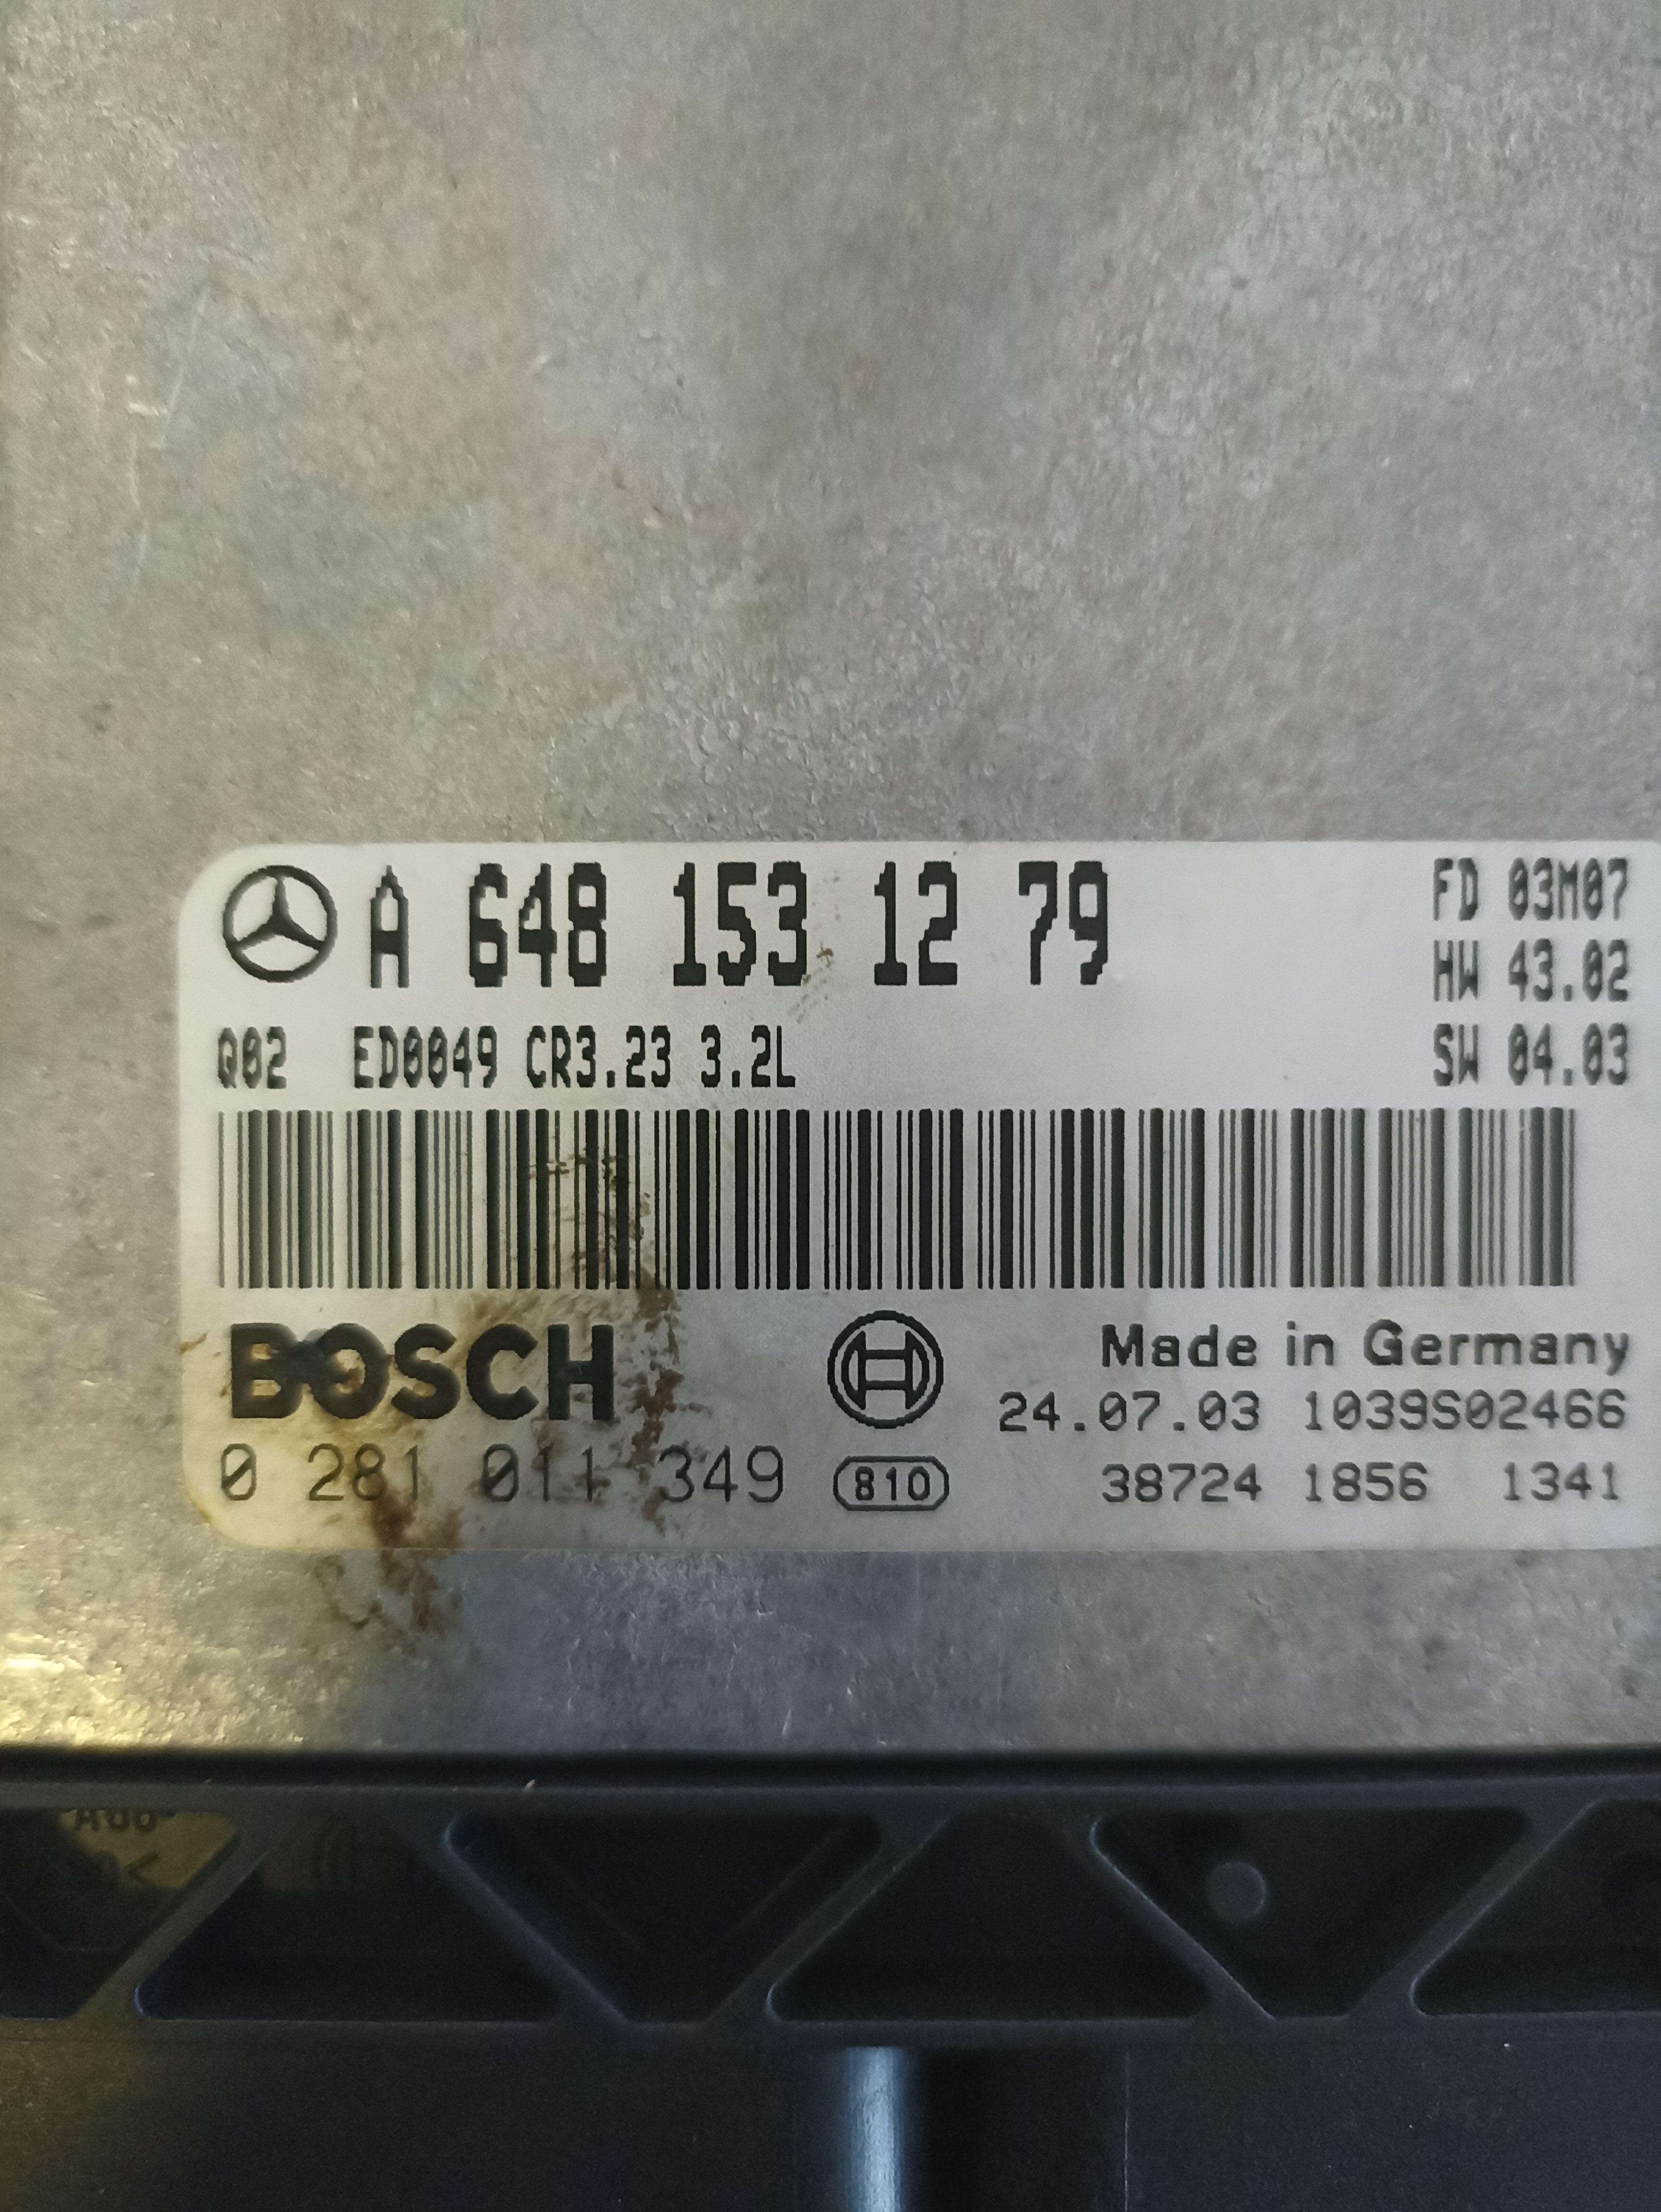 A 648 153 12 79
FD 03M07
HW 43.02
Q02 ED0049 CR3.23 3.2L
SW 04.03
BOSCH
Made in Germany
24.07.03 1039S02466
0 281 011 349
810
38724 1856 1341